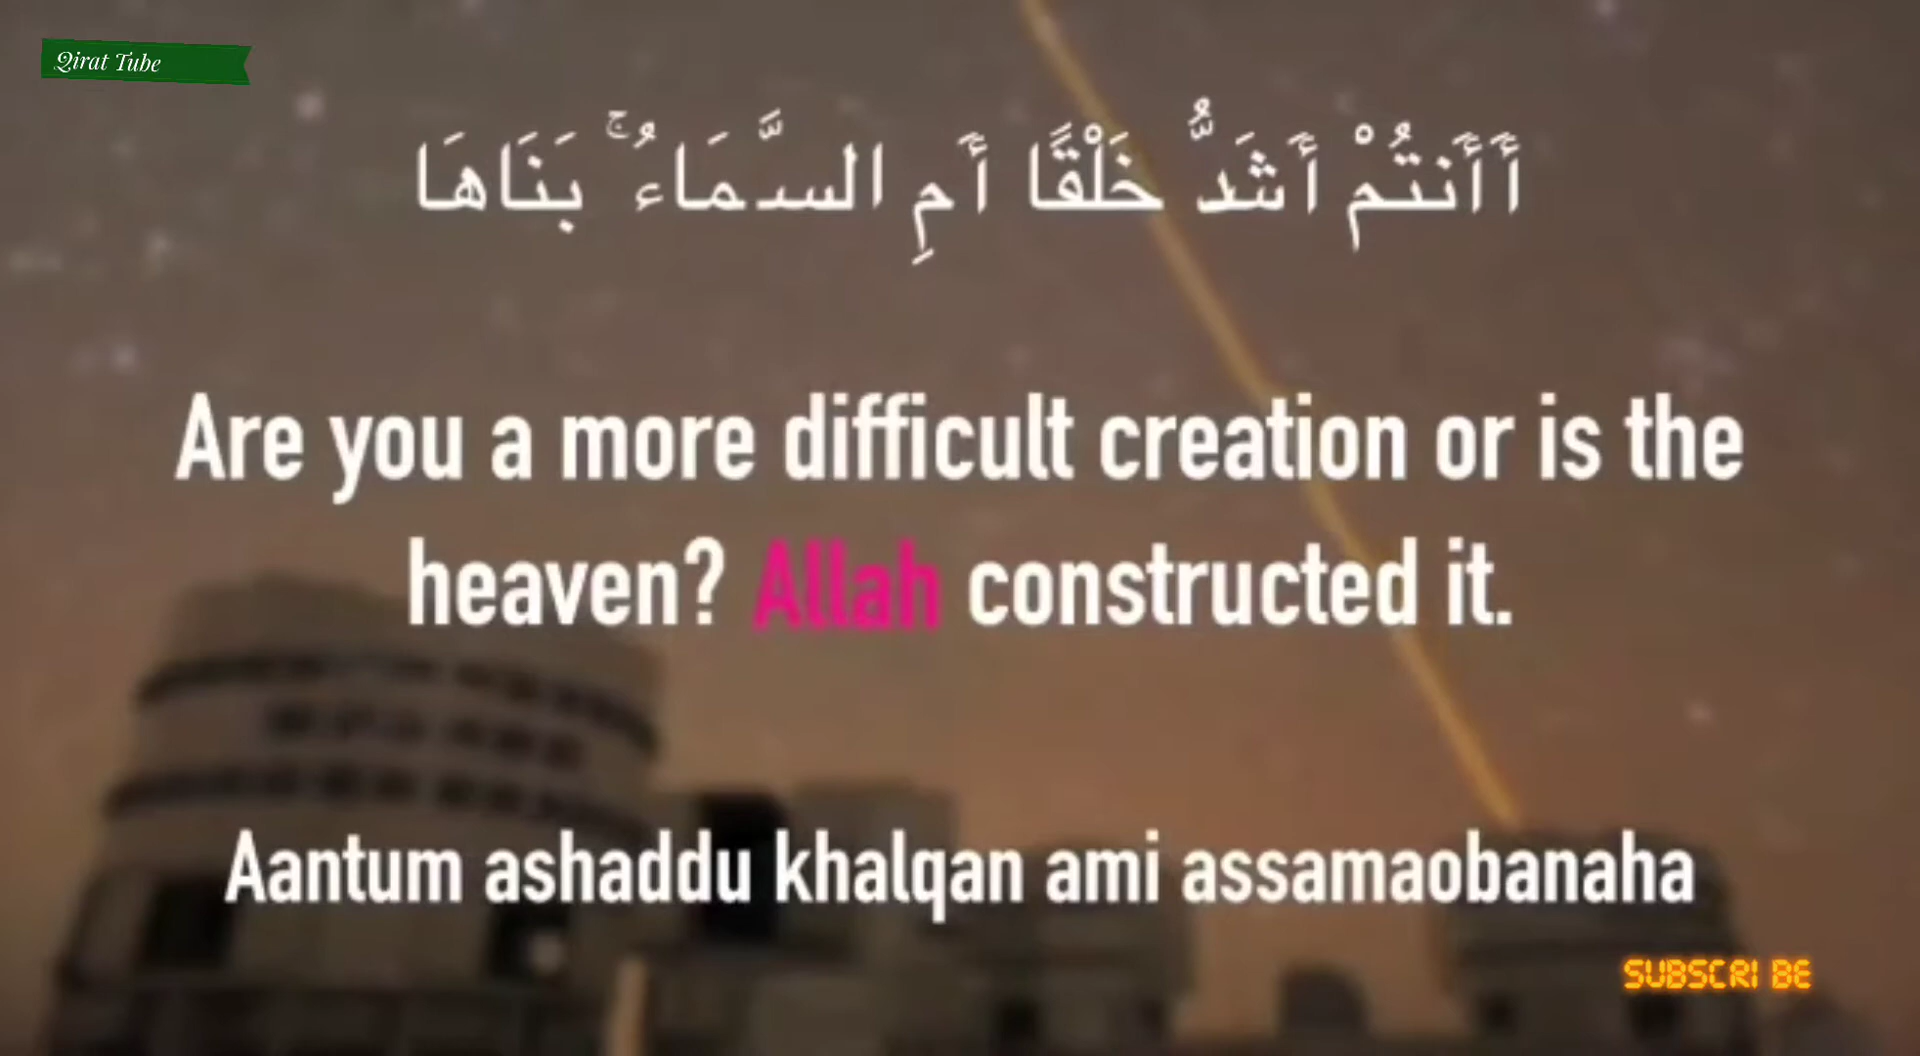 Qirat Tube
أَأَنتُمْ أَشَدُّ خَلْقًا أَمِ السَّمَاءُ ۚ بَنَاهَا
Are you a more difficult creation or is the
heaven? Allah constructed it.
Aantum ashaddu khalqan ami assamaobanaha
SUBSCRI BE